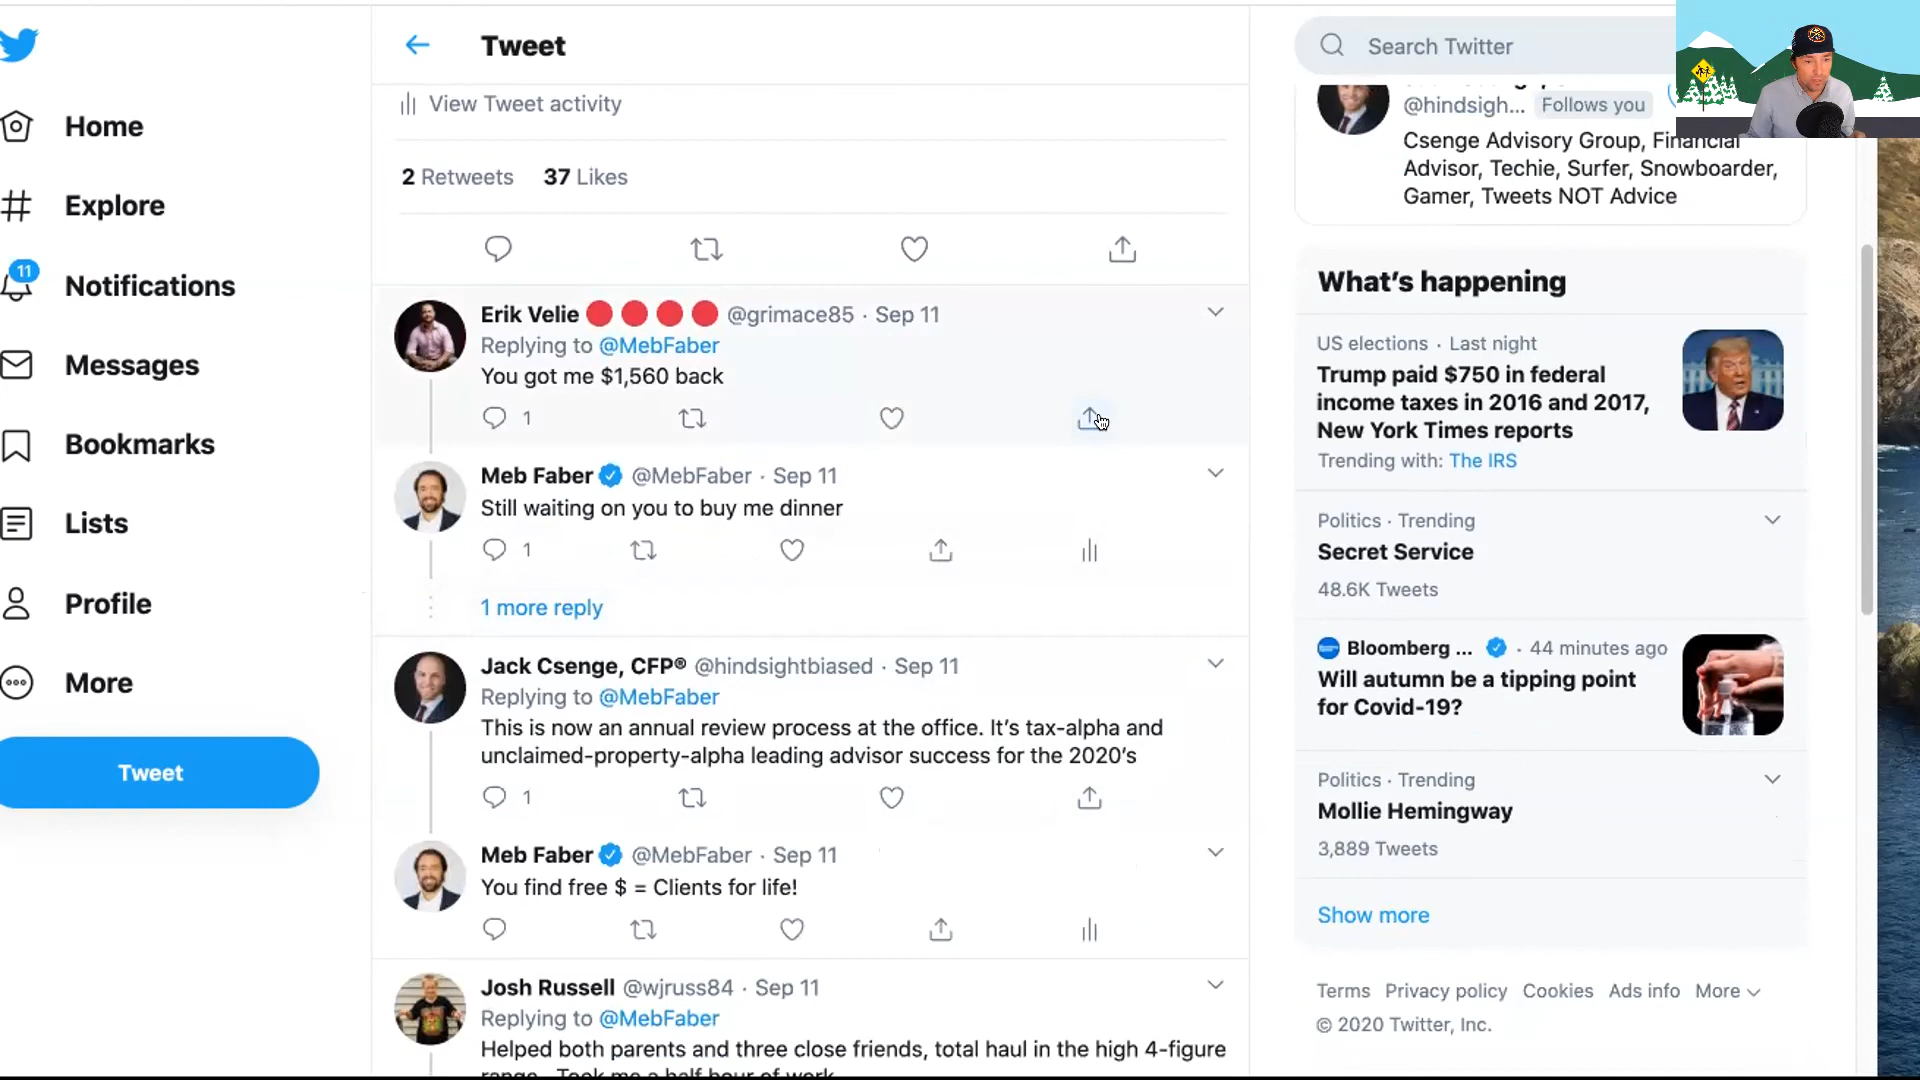 Tweet
Search Twitter
Home
Explore
11
Notifications
Messages
Bookmarks
Lists
Profile
More
Tweet
View Tweet activity
2 Retweets 37 Likes
Erik Velie @grimace85 · Sep 11
Replying to @MebFaber
You got me $1,560 back
1
Meb Faber @MebFaber · Sep 11
Still waiting on you to buy me dinner
1
1 more reply
Jack Csenge, CFP® @hindsightbiased · Sep 11
Replying to @MebFaber
This is now an annual review process at the office. It's tax-alpha and
unclaimed-property-alpha leading advisor success for the 2020's
1
Meb Faber @MebFaber · Sep 11
You find free $ = Clients for life!
Josh Russell @wjruss84 · Sep 11
Replying to @MebFaber
Helped both parents and three close friends, total haul in the high 4-figure
range. Took me a half hour of work
@hindsigh... Follows you
Csenge Advisory Group, Financial
Advisor, Techie, Surfer, Snowboarder,
Gamer, Tweets NOT Advice
What's happening
US elections · Last night
Trump paid $750 in federal
income taxes in 2016 and 2017,
New York Times reports
Trending with: The IRS
Politics · Trending
Secret Service
48.6K Tweets
Bloomberg ... · 44 minutes ago
Will autumn be a tipping point
for Covid-19?
Politics · Trending
Mollie Hemingway
3,889 Tweets
Show more
Terms Privacy policy Cookies Ads info More
© 2020 Twitter, Inc.